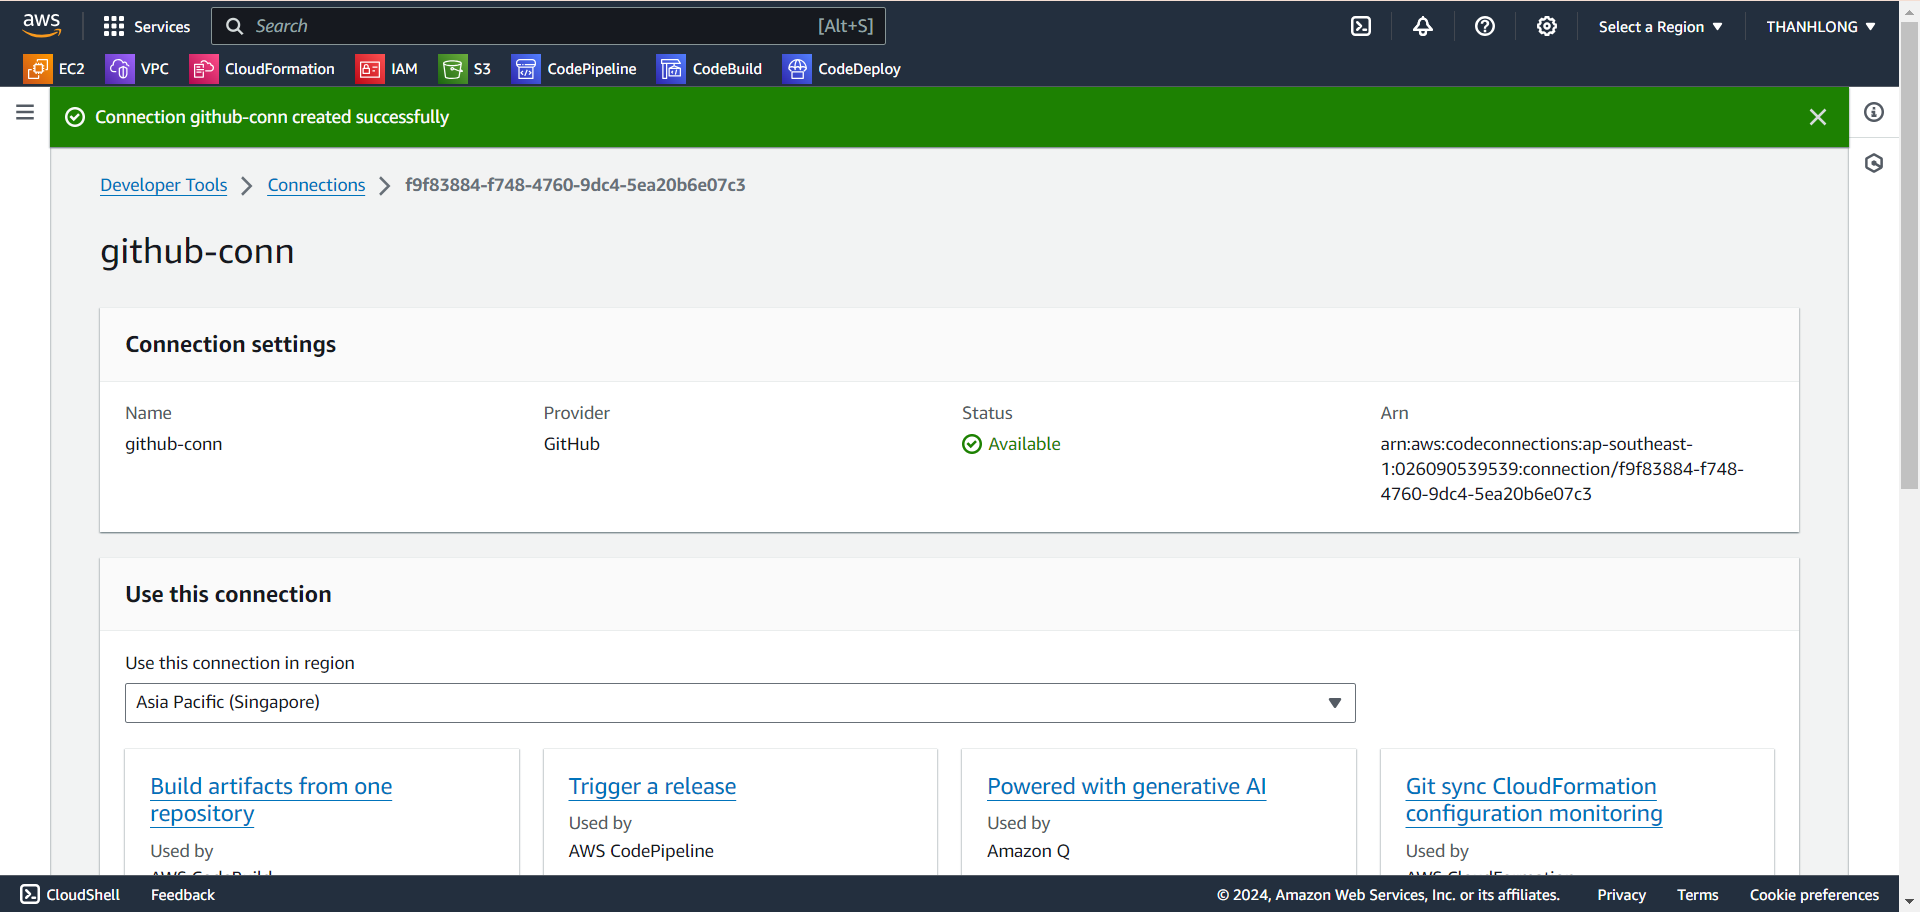 aws
Services
Search
[Alt+S]
Select a Region
THANHLONG
EC2
VPC
CloudFormation
IAM
S3
CodePipeline
CodeBuild
CodeDeploy
Connection github-conn created successfully
Developer Tools
Connections
f9f83884-f748-4760-9dc4-5ea20b6e07c3
github-conn
Connection settings
Name
github-conn
Provider
GitHub
Status
Available
Arn
arn:aws:codeconnections:ap-southeast-
1:026090539539:connection/f9f83884-f748-
4760-9dc4-5ea20b6e07c3
Use this connection
Use this connection in region
Asia Pacific (Singapore)
Build artifacts from one
repository
Used by
AWS CodeBuild
Trigger a release
Used by
AWS CodePipeline
Powered with generative AI
Used by
Amazon Q
Git sync CloudFormation
configuration monitoring
Used by
AWS CloudFormation
CloudShell
Feedback
© 2024, Amazon Web Services, Inc. or its affiliates.
Privacy
Terms
Cookie preferences